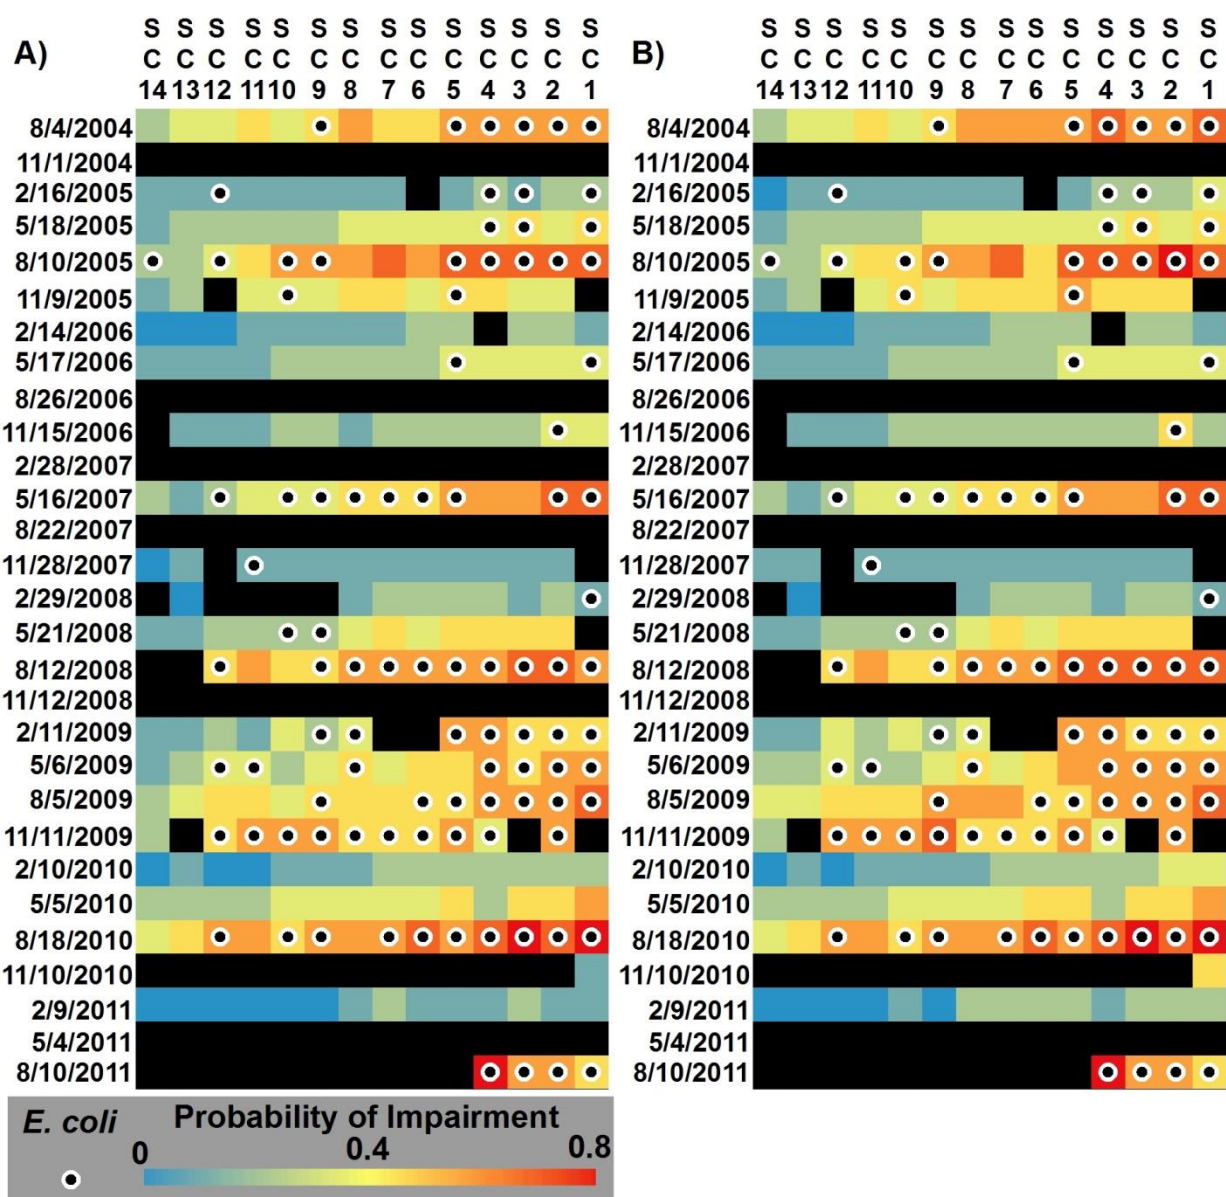 A)
S C 14
S C 13
S C 12
S C 11
S C 10
S C 9
S C 8
S C 7
S C 6
S C 5
S C 4
S C 3
S C 2
S C 1
8/4/2004
11/1/2004
2/16/2005
5/18/2005
8/10/2005
11/9/2005
2/14/2006
5/17/2006
8/26/2006
11/15/2006
2/28/2007
5/16/2007
8/22/2007
11/28/2007
2/29/2008
5/21/2008
8/12/2008
11/12/2008
2/11/2009
5/6/2009
8/5/2009
11/11/2009
2/10/2010
5/5/2010
8/18/2010
11/10/2010
2/9/2011
5/4/2011
8/10/2011
B)
S C 14
S C 13
S C 12
S C 11
S C 10
S C 9
S C 8
S C 7
S C 6
S C 5
S C 4
S C 3
S C 2
S C 1
8/4/2004
11/1/2004
2/16/2005
5/18/2005
8/10/2005
11/9/2005
2/14/2006
5/17/2006
8/26/2006
11/15/2006
2/28/2007
5/16/2007
8/22/2007
11/28/2007
2/29/2008
5/21/2008
8/12/2008
11/12/2008
2/11/2009
5/6/2009
8/5/2009
11/11/2009
2/10/2010
5/5/2010
8/18/2010
11/10/2010
2/9/2011
5/4/2011
8/10/2011
E. coli
Probability of Impairment
0 0.4 0.8